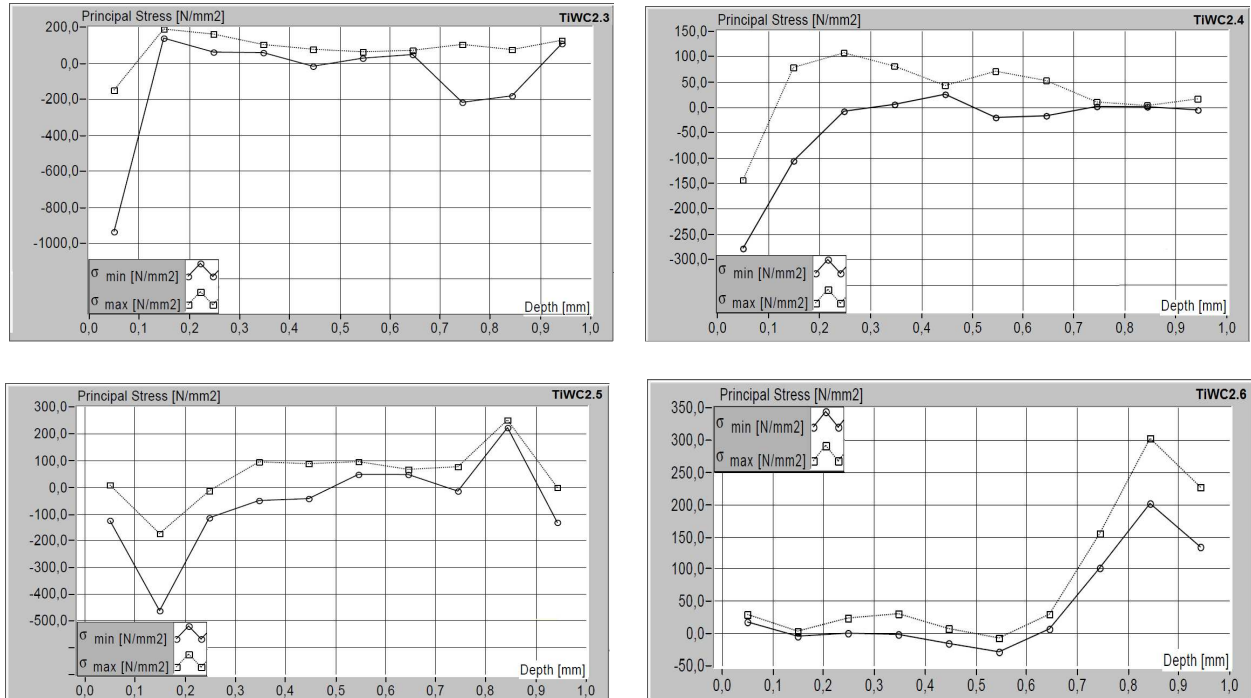 Principal Stress [N/mm2]
TiWC2.3
200,0
0,0
-200,0
-400,0
-600,0
-800,0
-1000,0
σ min [N/mm2]
σ max [N/mm2]
Depth [mm]
0,0 0,1 0,2 0,3 0,4 0,5 0,6 0,7 0,8 0,9 1,0
Principal Stress [N/mm2]
TiWC2.4
150,0
100,0
50,0
0,0
-50,0
-100,0
-150,0
-200,0
-250,0
-300,0
σ min [N/mm2]
σ max [N/mm2]
Depth [mm]
0,0 0,1 0,2 0,3 0,4 0,5 0,6 0,7 0,8 0,9 1,0
Principal Stress [N/mm2]
TiWC2.5
300,0
200,0
100,0
0,0
-100,0
-200,0
-300,0
-400,0
-500,0
σ min [N/mm2]
σ max [N/mm2]
Depth [mm]
0,0 0,1 0,2 0,3 0,4 0,5 0,6 0,7 0,8 0,9 1,0
Principal Stress [N/mm2]
TiWC2.6
350,0
300,0
250,0
200,0
150,0
100,0
50,0
0,0
-50,0
σ min [N/mm2]
σ max [N/mm2]
Depth [mm]
0,0 0,1 0,2 0,3 0,4 0,5 0,6 0,7 0,8 0,9 1,0